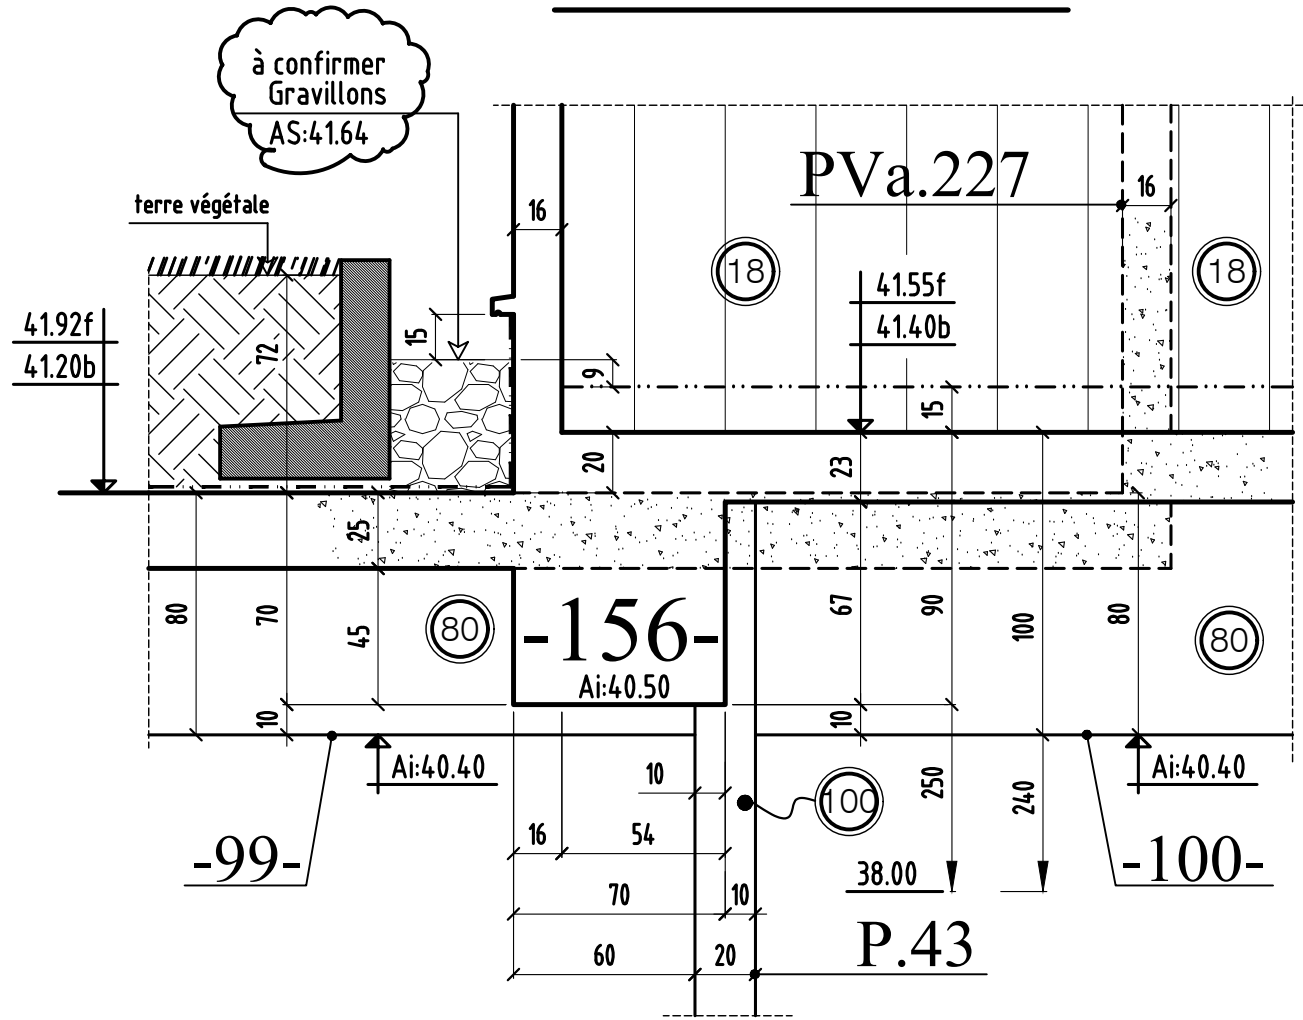 à confirmer
Gravillons
AS:41.64
terre végétale
PVa.227
16
16
18
18
41.55f
41.40b
41.92f
41.20b
72
15
9
15
20
23
25
80
70
45
80
-156-
Ai:40.50
67
90
100
80
80
10
10
Ai:40.40
Ai:40.40
10
100
250
240
16
54
-99-
-100-
38.00
70
10
P.43
60
20